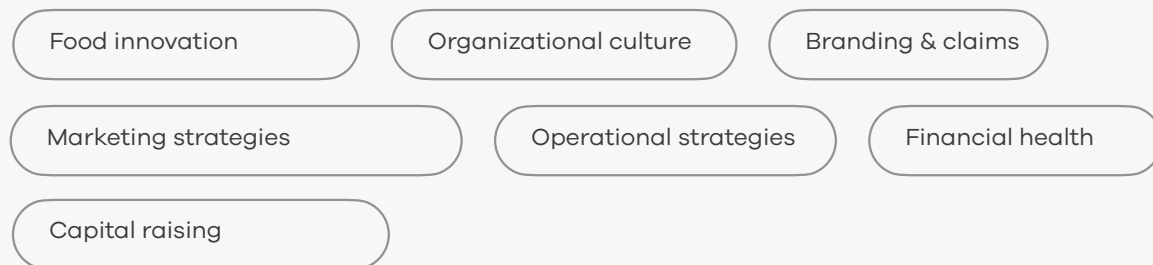 Food innovation
Organizational culture
Branding & claims
Marketing strategies
Operational strategies
Financial health
Capital raising